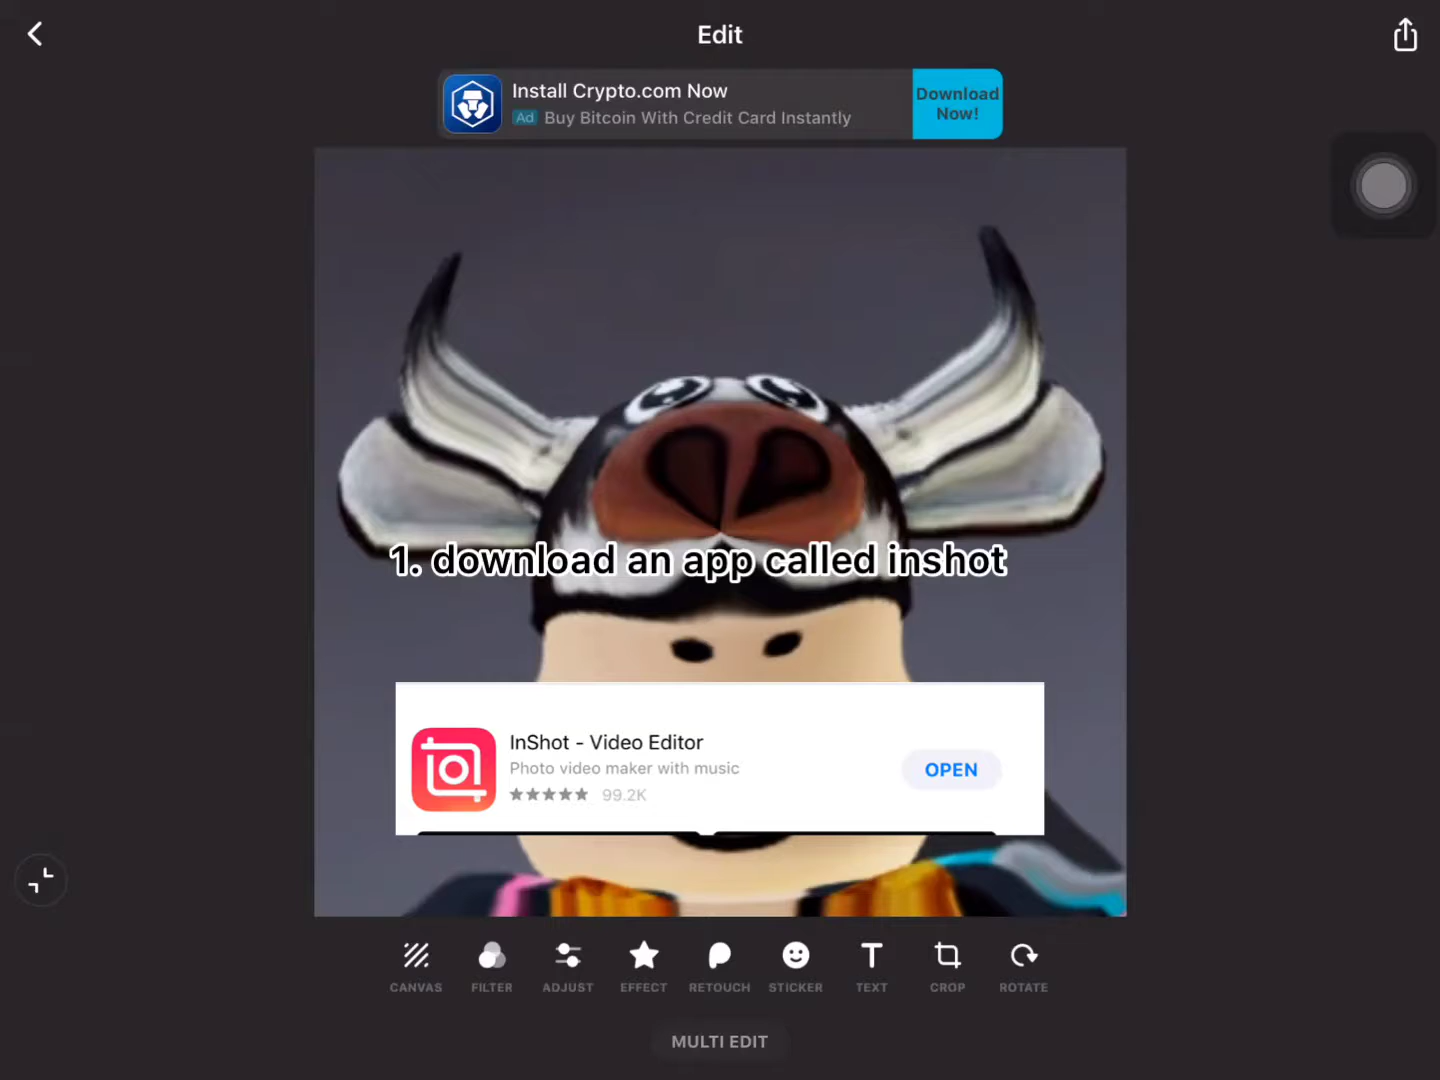 Edit
Install Crypto.com Now
Ad Buy Bitcoin With Credit Card Instantly
Download
Now!
1. download an app called inshot
InShot - Video Editor
Photo video maker with music
99.2K
OPEN
CANVAS FILTER ADJUST EFFECT RETOUCH STICKER TEXT CROP ROTATE
MULTI EDIT